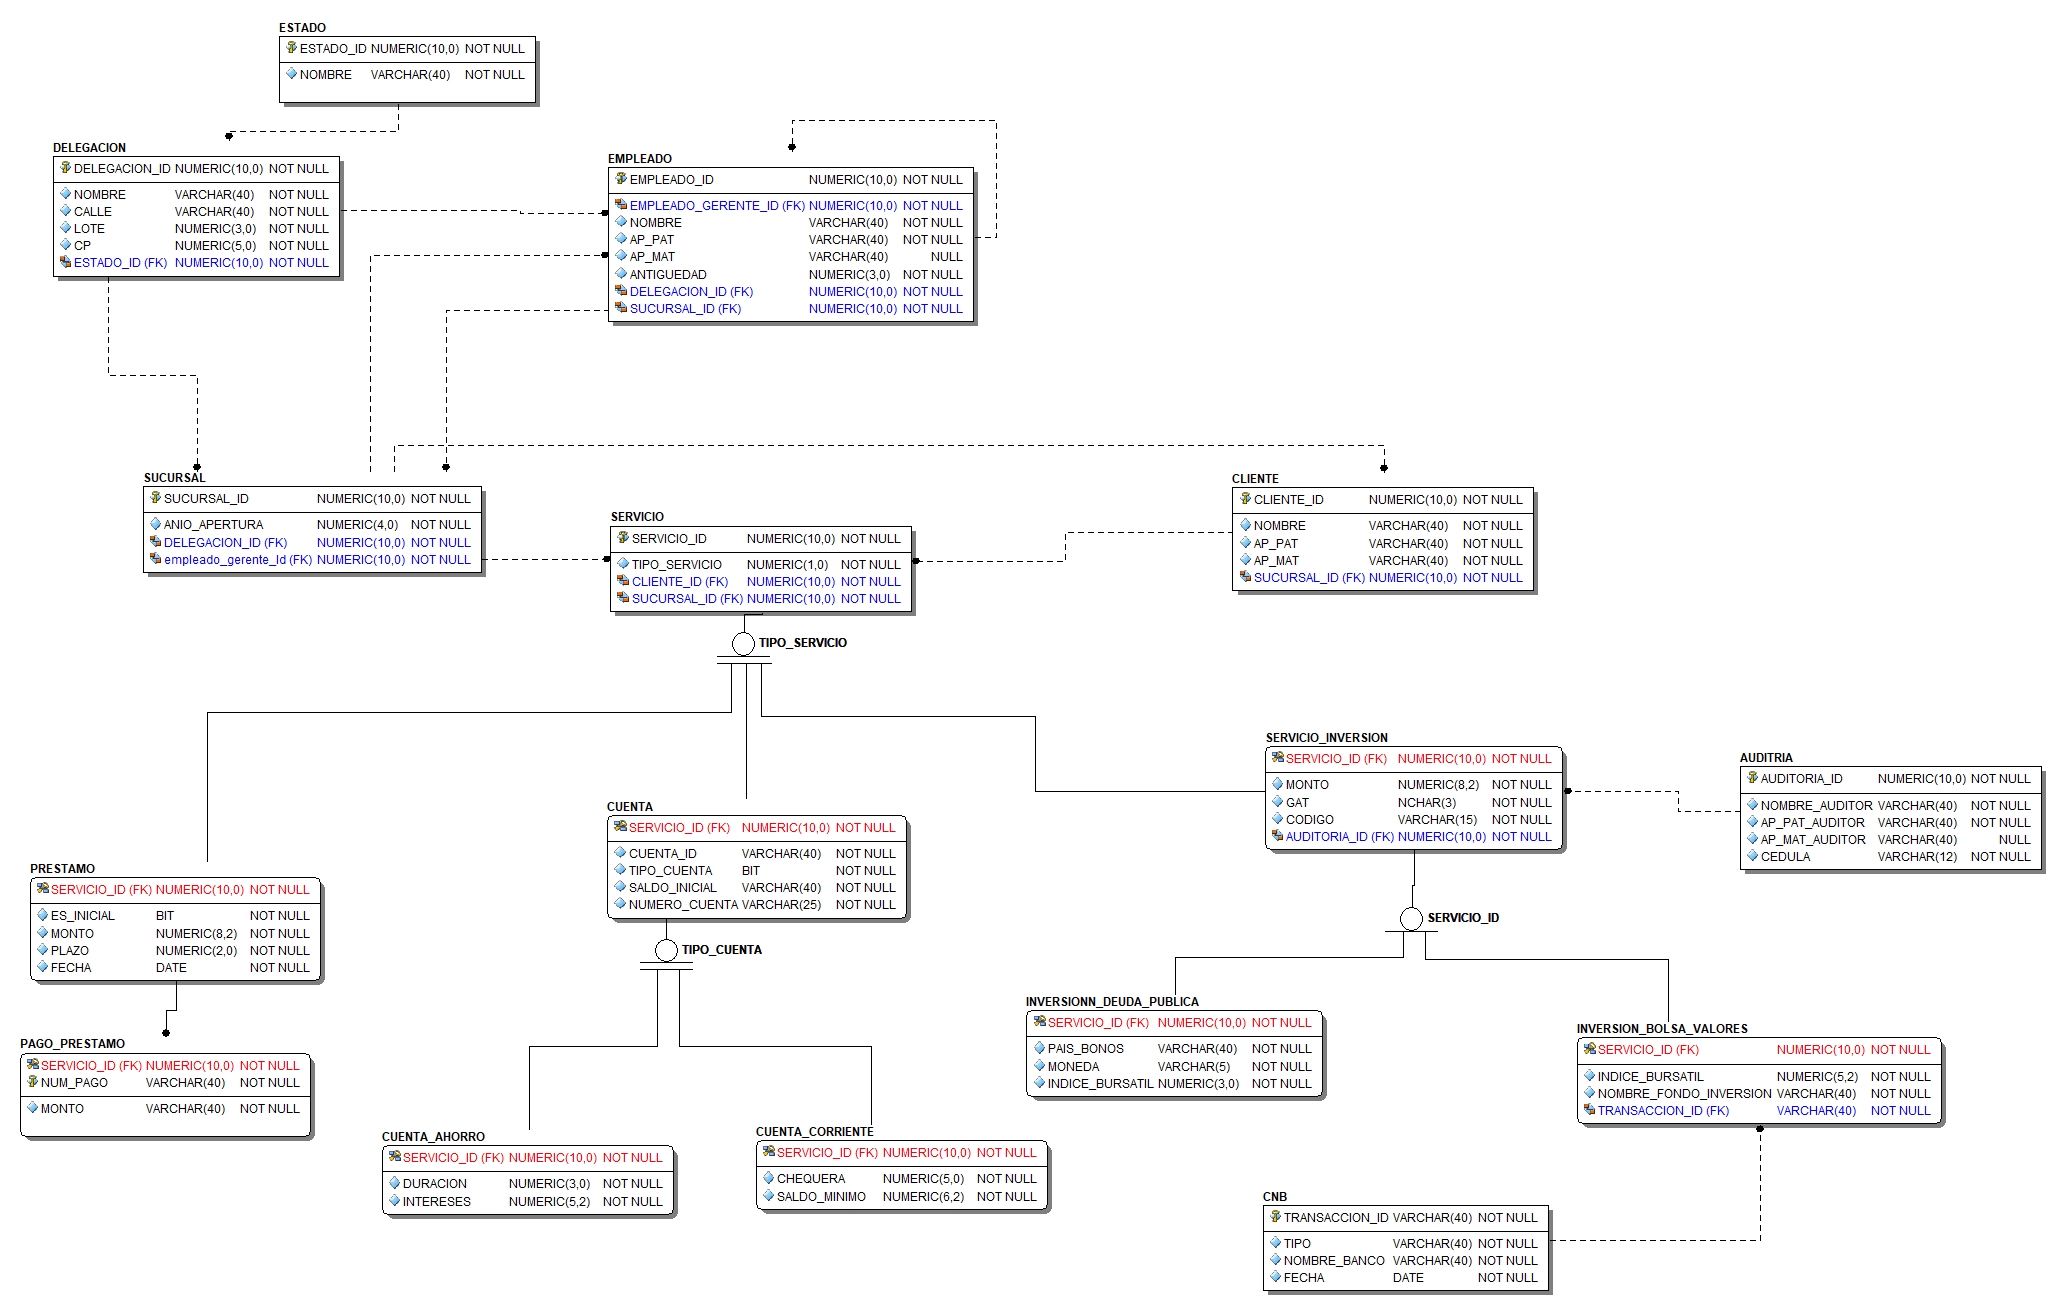 ESTADO
ESTADO_ID NUMERIC(10,0) NOT NULL
NOMBRE VARCHAR(40) NOT NULL
DELEGACION
DELEGACION_ID NUMERIC(10,0) NOT NULL
NOMBRE VARCHAR(40) NOT NULL
CALLE VARCHAR(40) NOT NULL
LOTE NUMERIC(3,0) NOT NULL
CP NUMERIC(5,0) NOT NULL
ESTADO_ID (FK) NUMERIC(10,0) NOT NULL
EMPLEADO
EMPLEADO_ID NUMERIC(10,0) NOT NULL
EMPLEADO_GERENTE_ID (FK) NUMERIC(10,0) NOT NULL
NOMBRE VARCHAR(40) NOT NULL
AP_PAT VARCHAR(40) NOT NULL
AP_MAT VARCHAR(40) NULL
ANTIGUEDAD NUMERIC(3,0) NOT NULL
DELEGACION_ID (FK) NUMERIC(10,0) NOT NULL
SUCURSAL_ID (FK) NUMERIC(10,0) NOT NULL
SUCURSAL
SUCURSAL_ID NUMERIC(10,0) NOT NULL
ANIO_APERTURA NUMERIC(4,0) NOT NULL
DELEGACION_ID (FK) NUMERIC(10,0) NOT NULL
empleado_gerente_Id (FK) NUMERIC(10,0) NOT NULL
SERVICIO
SERVICIO_ID NUMERIC(10,0) NOT NULL
TIPO_SERVICIO NUMERIC(1,0) NOT NULL
CLIENTE_ID (FK) NUMERIC(10,0) NOT NULL
SUCURSAL_ID (FK) NUMERIC(10,0) NOT NULL
CLIENTE
CLIENTE_ID NUMERIC(10,0) NOT NULL
NOMBRE VARCHAR(40) NOT NULL
AP_PAT VARCHAR(40) NOT NULL
AP_MAT VARCHAR(40) NOT NULL
SUCURSAL_ID (FK) NUMERIC(10,0) NOT NULL
TIPO_SERVICIO
SERVICIO_INVERSION
SERVICIO_ID (FK) NUMERIC(10,0) NOT NULL
MONTO NUMERIC(8,2) NOT NULL
GAT NCHAR(3) NOT NULL
CODIGO VARCHAR(15) NOT NULL
AUDITORIA_ID (FK) NUMERIC(10,0) NOT NULL
AUDITRIA
AUDITORIA_ID NUMERIC(10,0) NOT NULL
NOMBRE_AUDITOR VARCHAR(40) NOT NULL
AP_PAT_AUDITOR VARCHAR(40) NOT NULL
AP_MAT_AUDITOR VARCHAR(40) NULL
CEDULA VARCHAR(12) NOT NULL
CUENTA
SERVICIO_ID (FK) NUMERIC(10,0) NOT NULL
CUENTA_ID VARCHAR(40) NOT NULL
TIPO_CUENTA BIT NOT NULL
SALDO_INICIAL VARCHAR(40) NOT NULL
NUMERO_CUENTA VARCHAR(25) NOT NULL
PRESTAMO
SERVICIO_ID (FK) NUMERIC(10,0) NOT NULL
ES_INICIAL BIT NOT NULL
MONTO NUMERIC(8,2) NOT NULL
PLAZO NUMERIC(2,0) NOT NULL
FECHA DATE NOT NULL
SERVICIO_ID
TIPO_CUENTA
PAGO_PRESTAMO
SERVICIO_ID (FK) NUMERIC(10,0) NOT NULL
NUM_PAGO VARCHAR(40) NOT NULL
MONTO VARCHAR(40) NOT NULL
INVERSIONN_DEUDA_PUBLICA
SERVICIO_ID (FK) NUMERIC(10,0) NOT NULL
PAIS_BONOS VARCHAR(40) NOT NULL
MONEDA VARCHAR(5) NOT NULL
INDICE_BURSATIL NUMERIC(3,0) NOT NULL
INVERSION_BOLSA_VALORES
SERVICIO_ID (FK) NUMERIC(10,0) NOT NULL
INDICE_BURSATIL NUMERIC(5,2) NOT NULL
NOMBRE_FONDO_INVERSION VARCHAR(40) NOT NULL
TRANSACCION_ID (FK) VARCHAR(40) NOT NULL
CUENTA_AHORRO
SERVICIO_ID (FK) NUMERIC(10,0) NOT NULL
DURACION NUMERIC(3,0) NOT NULL
INTERESES NUMERIC(5,2) NOT NULL
CUENTA_CORRIENTE
SERVICIO_ID (FK) NUMERIC(10,0) NOT NULL
CHEQUERA NUMERIC(5,0) NOT NULL
SALDO_MINIMO NUMERIC(6,2) NOT NULL
CNB
TRANSACCION_ID VARCHAR(40) NOT NULL
TIPO VARCHAR(40) NOT NULL
NOMBRE_BANCO VARCHAR(40) NOT NULL
FECHA DATE NOT NULL